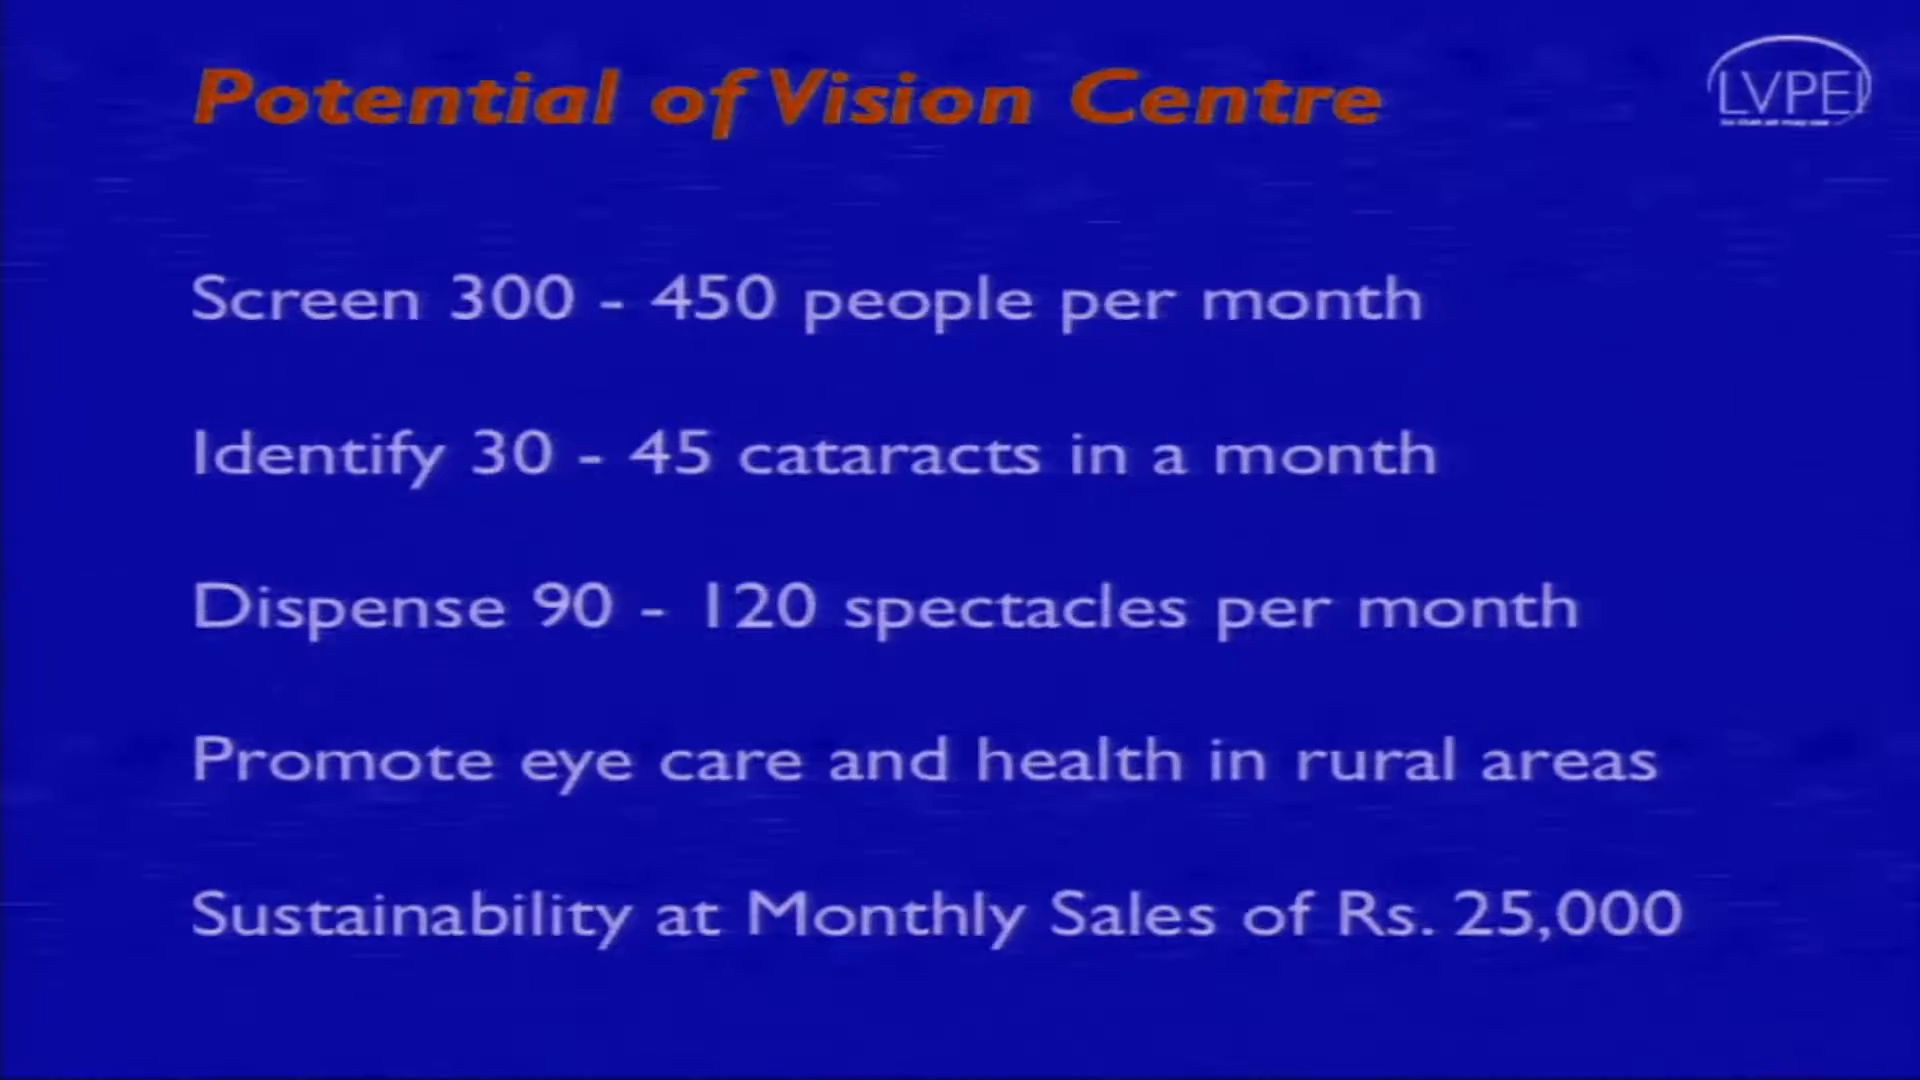 Potential of Vision Centre
LVPEI
Screen 300 - 450 people per month
Identify 30 - 45 cataracts in a month
Dispense 90 - 120 spectacles per month
Promote eye care and health in rural areas
Sustainability at Monthly Sales of Rs. 25,000